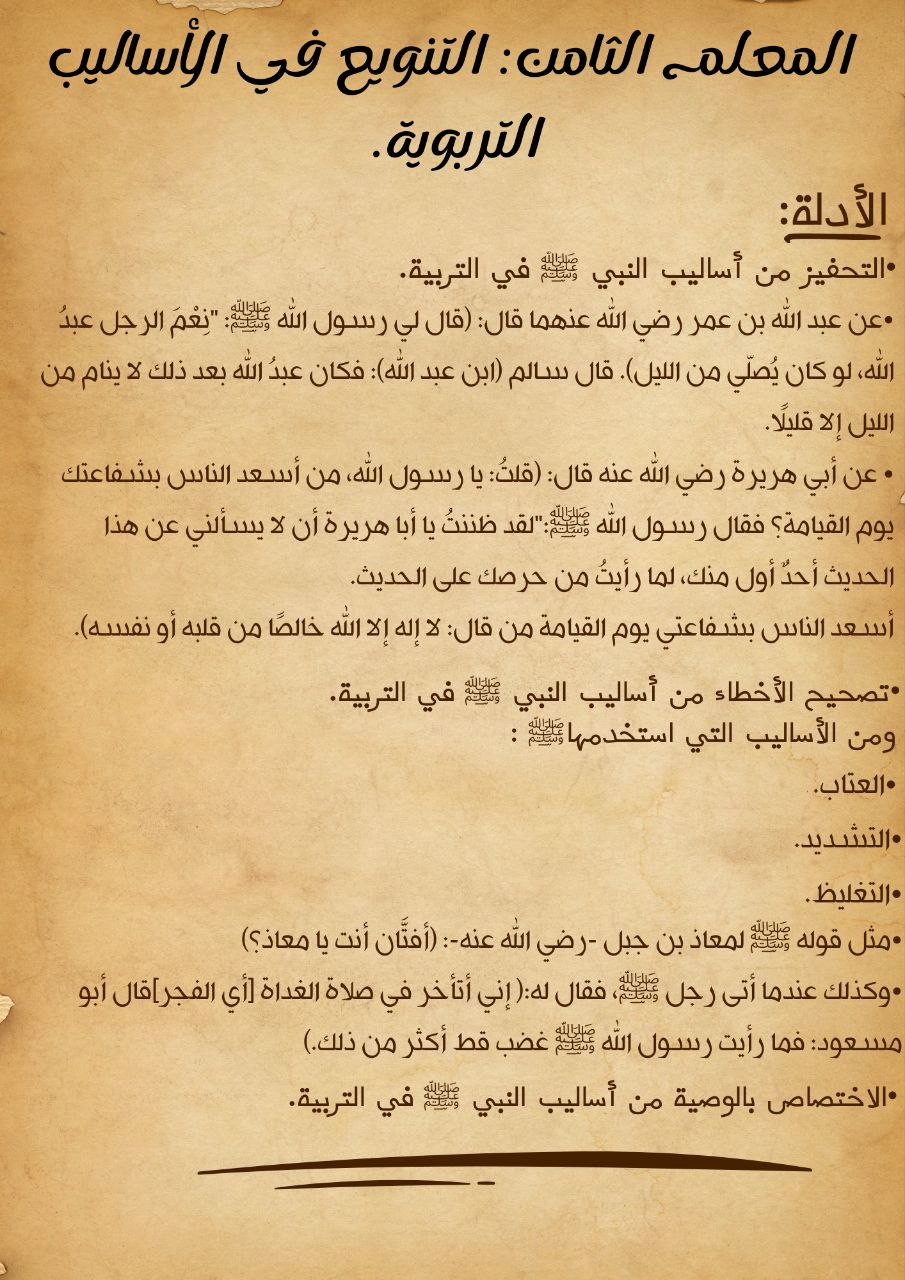 المعلم الثامن: التنويع في الأساليب
التربوية.
الأدلة:
•التحفيز من أساليب النبي ﷺ في التربية.
•عن عبد الله بن عمر رضي الله عنهما قال: (قال لي رسول الله ﷺ: "نِعْمَ الرجل عبدُ
الله، لو كان يُصلّي من الليل). قال سالم (ابن عبد الله): فكان عبدُ الله بعد ذلك لا ينام من
الليل إلا قليلًا.
• عن أبي هريرة رضي الله عنه قال: (قلتُ: يا رسول الله، من أسعد الناس بشفاعتك
يوم القيامة؟ فقال رسول الله ﷺ:"لقد ظننتُ يا أبا هريرة أن لا يسألني عن هذا
الحديث أحدٌ أول منك، لما رأيتُ من حرصك على الحديث.
أسعد الناس بشفاعتي يوم القيامة من قال: لا إله إلا الله خالصًا من قلبه أو نفسه).
•تصحيح الأخطاء من أساليب النبي ﷺ في التربية.
ومن الأساليب التي استخدمهاﷺ :
•العتاب.
•التشديد.
•التغليظ.
•مثل قوله ﷺ لمعاذ بن جبل -رضي الله عنه-: (أفتَّان أنت يا معاذ؟)
•وكذلك عندما أتى رجل ﷺ، فقال له:( إني أتأخر في صلاة الغداة [أي الفجر]قال أبو
مسعود: فما رأيت رسول الله ﷺ غضب قط أكثر من ذلك.)
•الاختصاص بالوصية من أساليب النبي ﷺ في التربية.